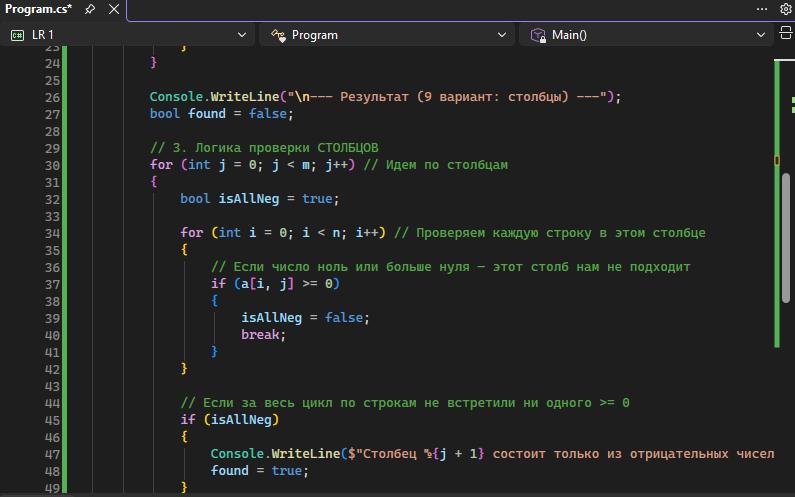 Program.cs*
LR 1 Program Main()
23 }
24 }
25
26 Console.WriteLine("\n--- Результат (9 вариант: столбцы) ---");
27 bool found = false;
28
29 // 3. Логика проверки СТОЛБЦОВ
30 for (int j = 0; j < m; j++) // Идем по столбцам
31 {
32 bool isAllNeg = true;
33
34 for (int i = 0; i < n; i++) // Проверяем каждую строку в этом столбце
35 {
36 // Если число ноль или больше нуля — этот столб нам не подходит
37 if (a[i, j] >= 0)
38 {
39 isAllNeg = false;
40 break;
41 }
42 }
43
44 // Если за весь цикл по строкам не встретили ни одного >= 0
45 if (isAllNeg)
46 {
47 Console.WriteLine($"Столбец №{j + 1} состоит только из отрицательных чисел
48 found = true;
49 }